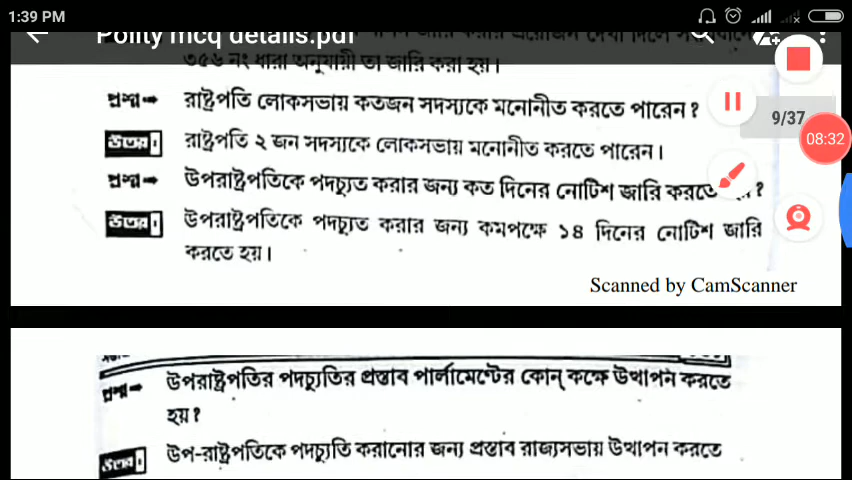 1:39 PM
Polity mcq details.pdf
৩৫৬ নং ধারা অনুযায়ী তা জারি করা হয়।
প্রশ্ন রাষ্ট্রপতি লোকসভায় কতজন সদস্যকে মনোনীত করতে পারেন?
9/37
উত্তর। রাষ্ট্রপতি ২ জন সদস্যকে লোকসভায় মনোনীত করতে পারেন।
08:32
প্রশ্ন উপরাষ্ট্রপতিকে পদচ্যুত করার জন্য কত দিনের নোটিশ জারি করতে ?
উত্তর। উপরাষ্ট্রপতিকে পদচ্যুত করার জন্য কমপক্ষে ১৪ দিনের নোটিশ জারি
করতে হয়।
Scanned by CamScanner
প্রশ্ন উপরাষ্ট্রপতির পদচ্যুতির প্রস্তাব পার্লামেন্টের কোন্ কক্ষে উত্থাপন করতে
হয়?
উত্তর। উপ-রাষ্ট্রপতিকে পদচ্যুতি করানোর জন্য প্রস্তাব রাজ্যসভায় উত্থাপন করতে